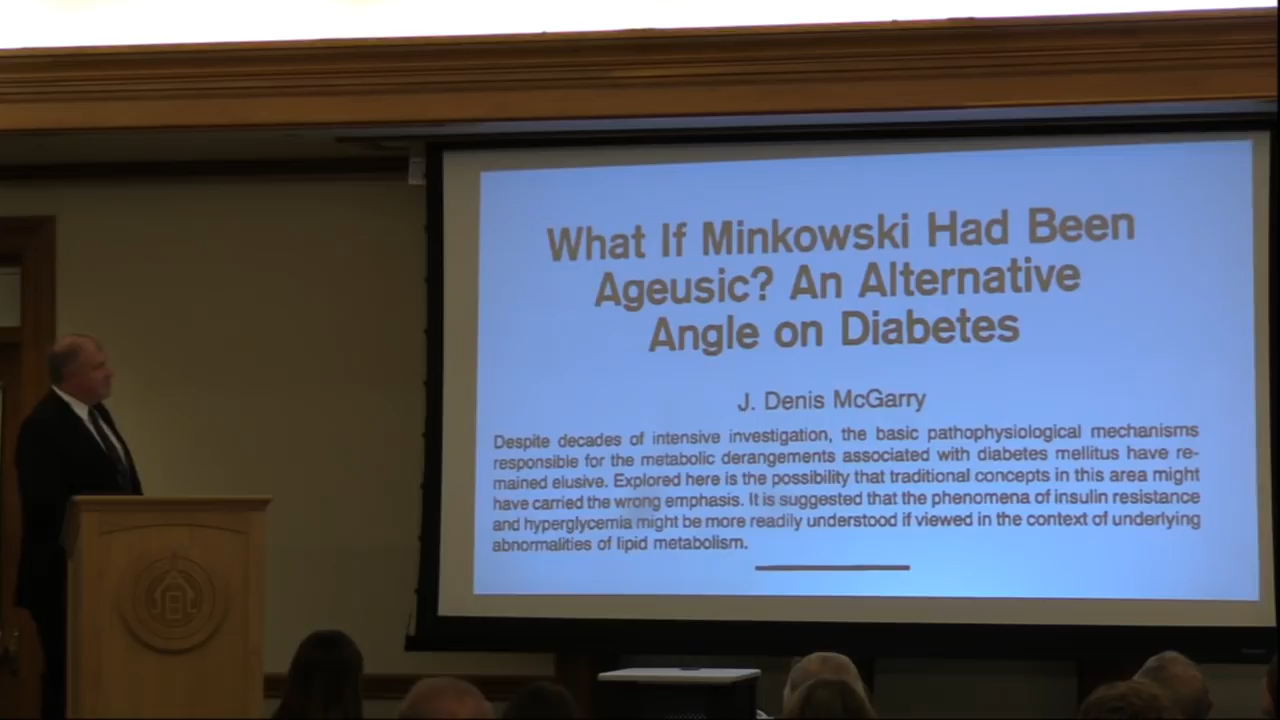 What If Minkowski Had Been
Ageusic? An Alternative
Angle on Diabetes
J. Denis McGarry
Despite decades of intensive investigation, the basic pathophysiological mechanisms
responsible for the metabolic derangements associated with diabetes mellitus have re-
mained elusive. Explored here is the possibility that traditional concepts in this area might
have carried the wrong emphasis. It is suggested that the phenomena of insulin resistance
and hyperglycemia might be more readily understood if viewed in the context of underlying
abnormalities of lipid metabolism.